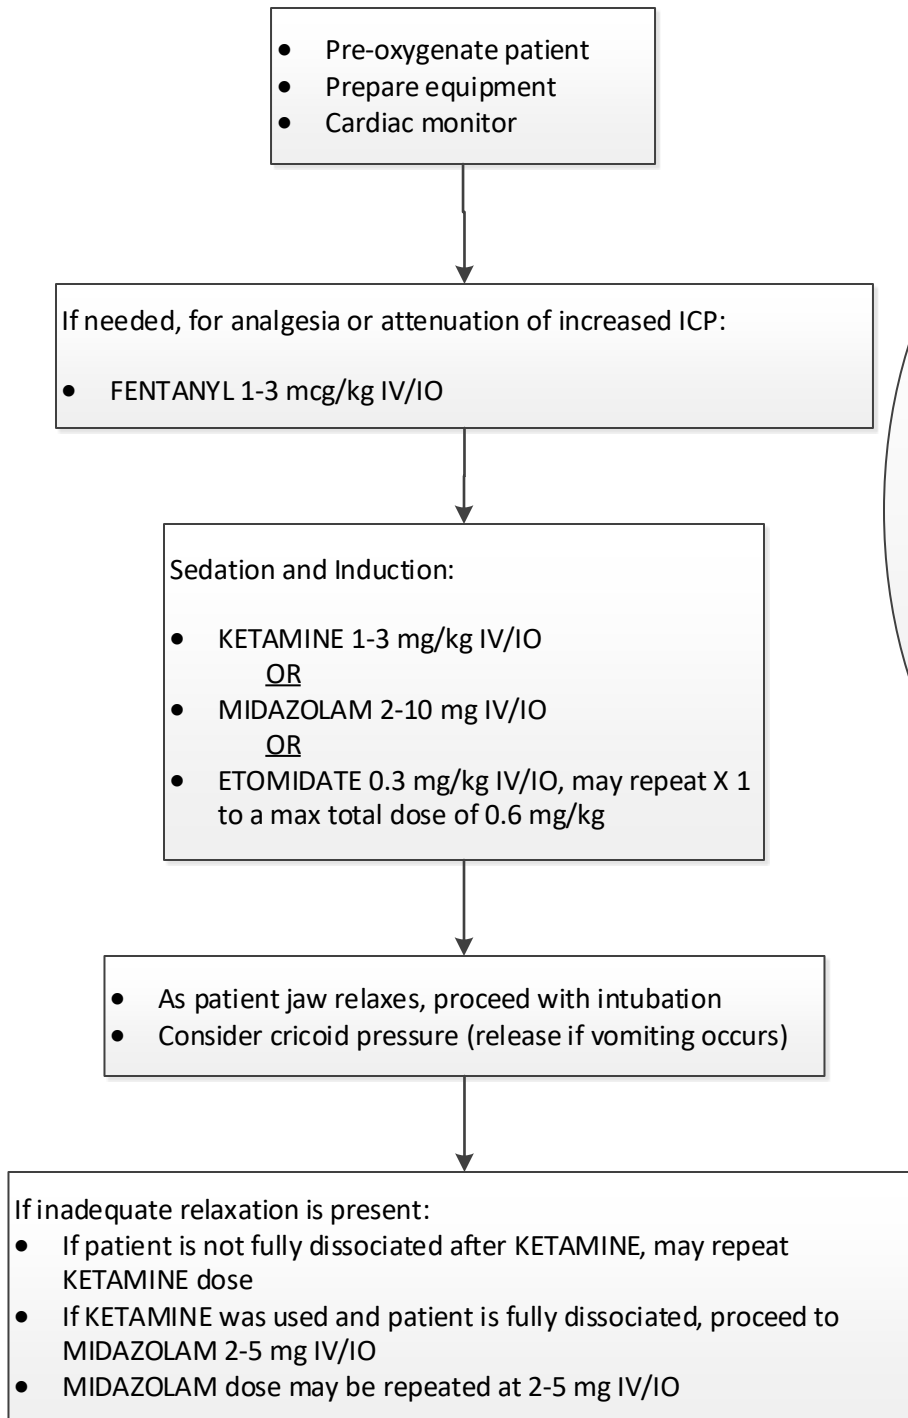 • Pre-oxygenate patient
• Prepare equipment
• Cardiac monitor
If needed, for analgesia or attenuation of increased ICP:
• FENTANYL 1-3 mcg/kg IV/IO
Sedation and Induction:
• KETAMINE 1-3 mg/kg IV/IO
OR
• MIDAZOLAM 2-10 mg IV/IO
OR
• ETOMIDATE 0.3 mg/kg IV/IO, may repeat X 1
to a max total dose of 0.6 mg/kg
• As patient jaw relaxes, proceed with intubation
• Consider cricoid pressure (release if vomiting occurs)
If inadequate relaxation is present:
• If patient is not fully dissociated after KETAMINE, may repeat
KETAMINE dose
• If KETAMINE was used and patient is fully dissociated, proceed to
MIDAZOLAM 2-5 mg IV/IO
• MIDAZOLAM dose may be repeated at 2-5 mg IV/IO